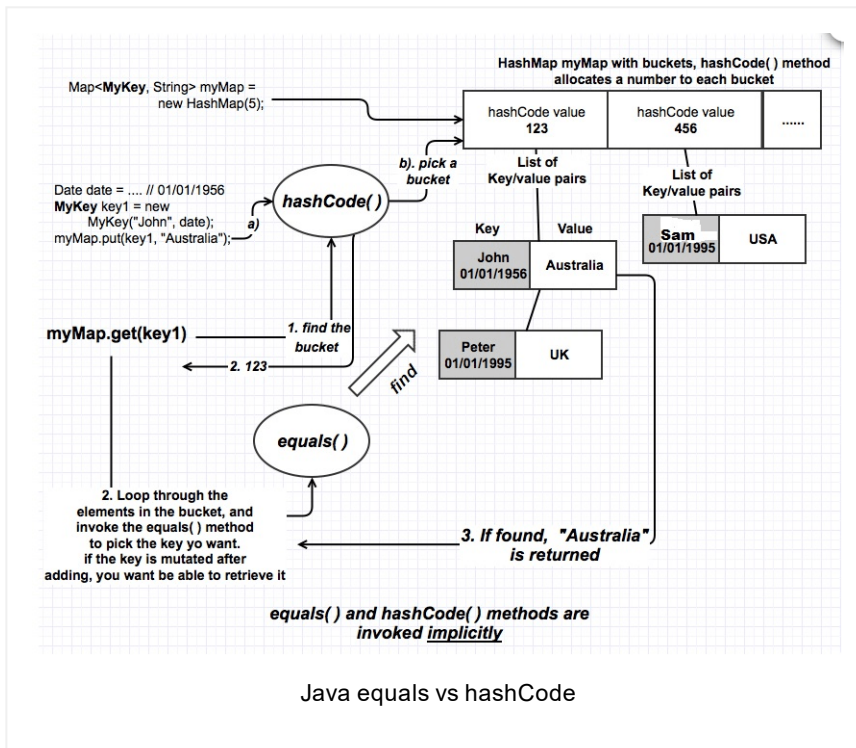 HashMap myMap with buckets, hashCode( ) method
allocates a number to each bucket
Map<MyKey, String> myMap =
new HashMap(5);
hashCode value
123
hashCode value
456
......
b). pick a
bucket
List of
Key/value pairs
List of
Key/value pairs
Date date = .... // 01/01/1956
MyKey key1 = new
MyKey("John", date);
myMap.put(key1, "Australia");
a)
hashCode( )
Key
Value
Sam
01/01/1995
USA
John
01/01/1956
Australia
myMap.get(key1)
1. find the
bucket
2. 123
find
Peter
01/01/1995
UK
equals( )
2. Loop through the
elements in the bucket, and
invoke the equals( ) method
to pick the key yo want.
if the key is mutated after
adding, you want be able to retrieve it
3. If found, "Australia"
is returned
equals( ) and hashCode( ) methods are
invoked implicitly
Java equals vs hashCode